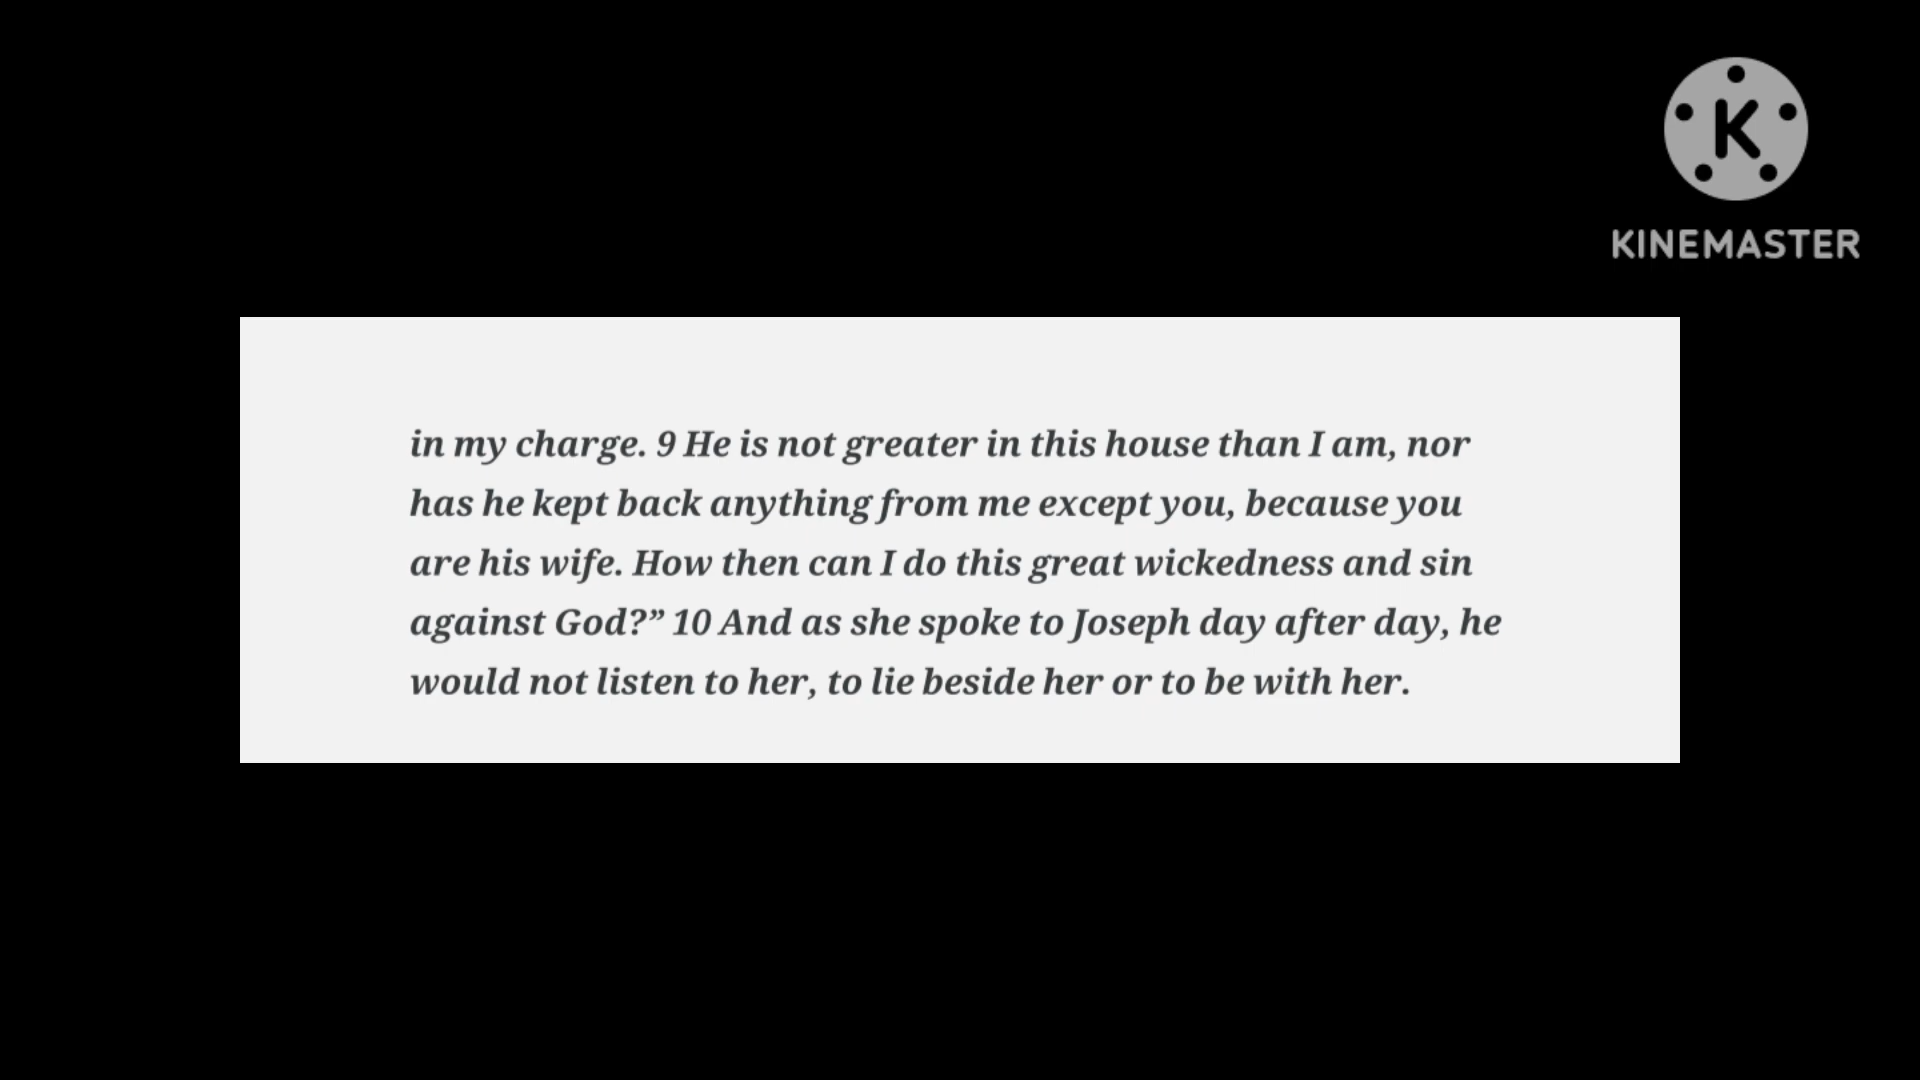 K
KINEMASTER
in my charge. 9 He is not greater in this house than I am, nor
has he kept back anything from me except you, because you
are his wife. How then can I do this great wickedness and sin
against God?” 10 And as she spoke to Joseph day after day, he
would not listen to her, to lie beside her or to be with her.